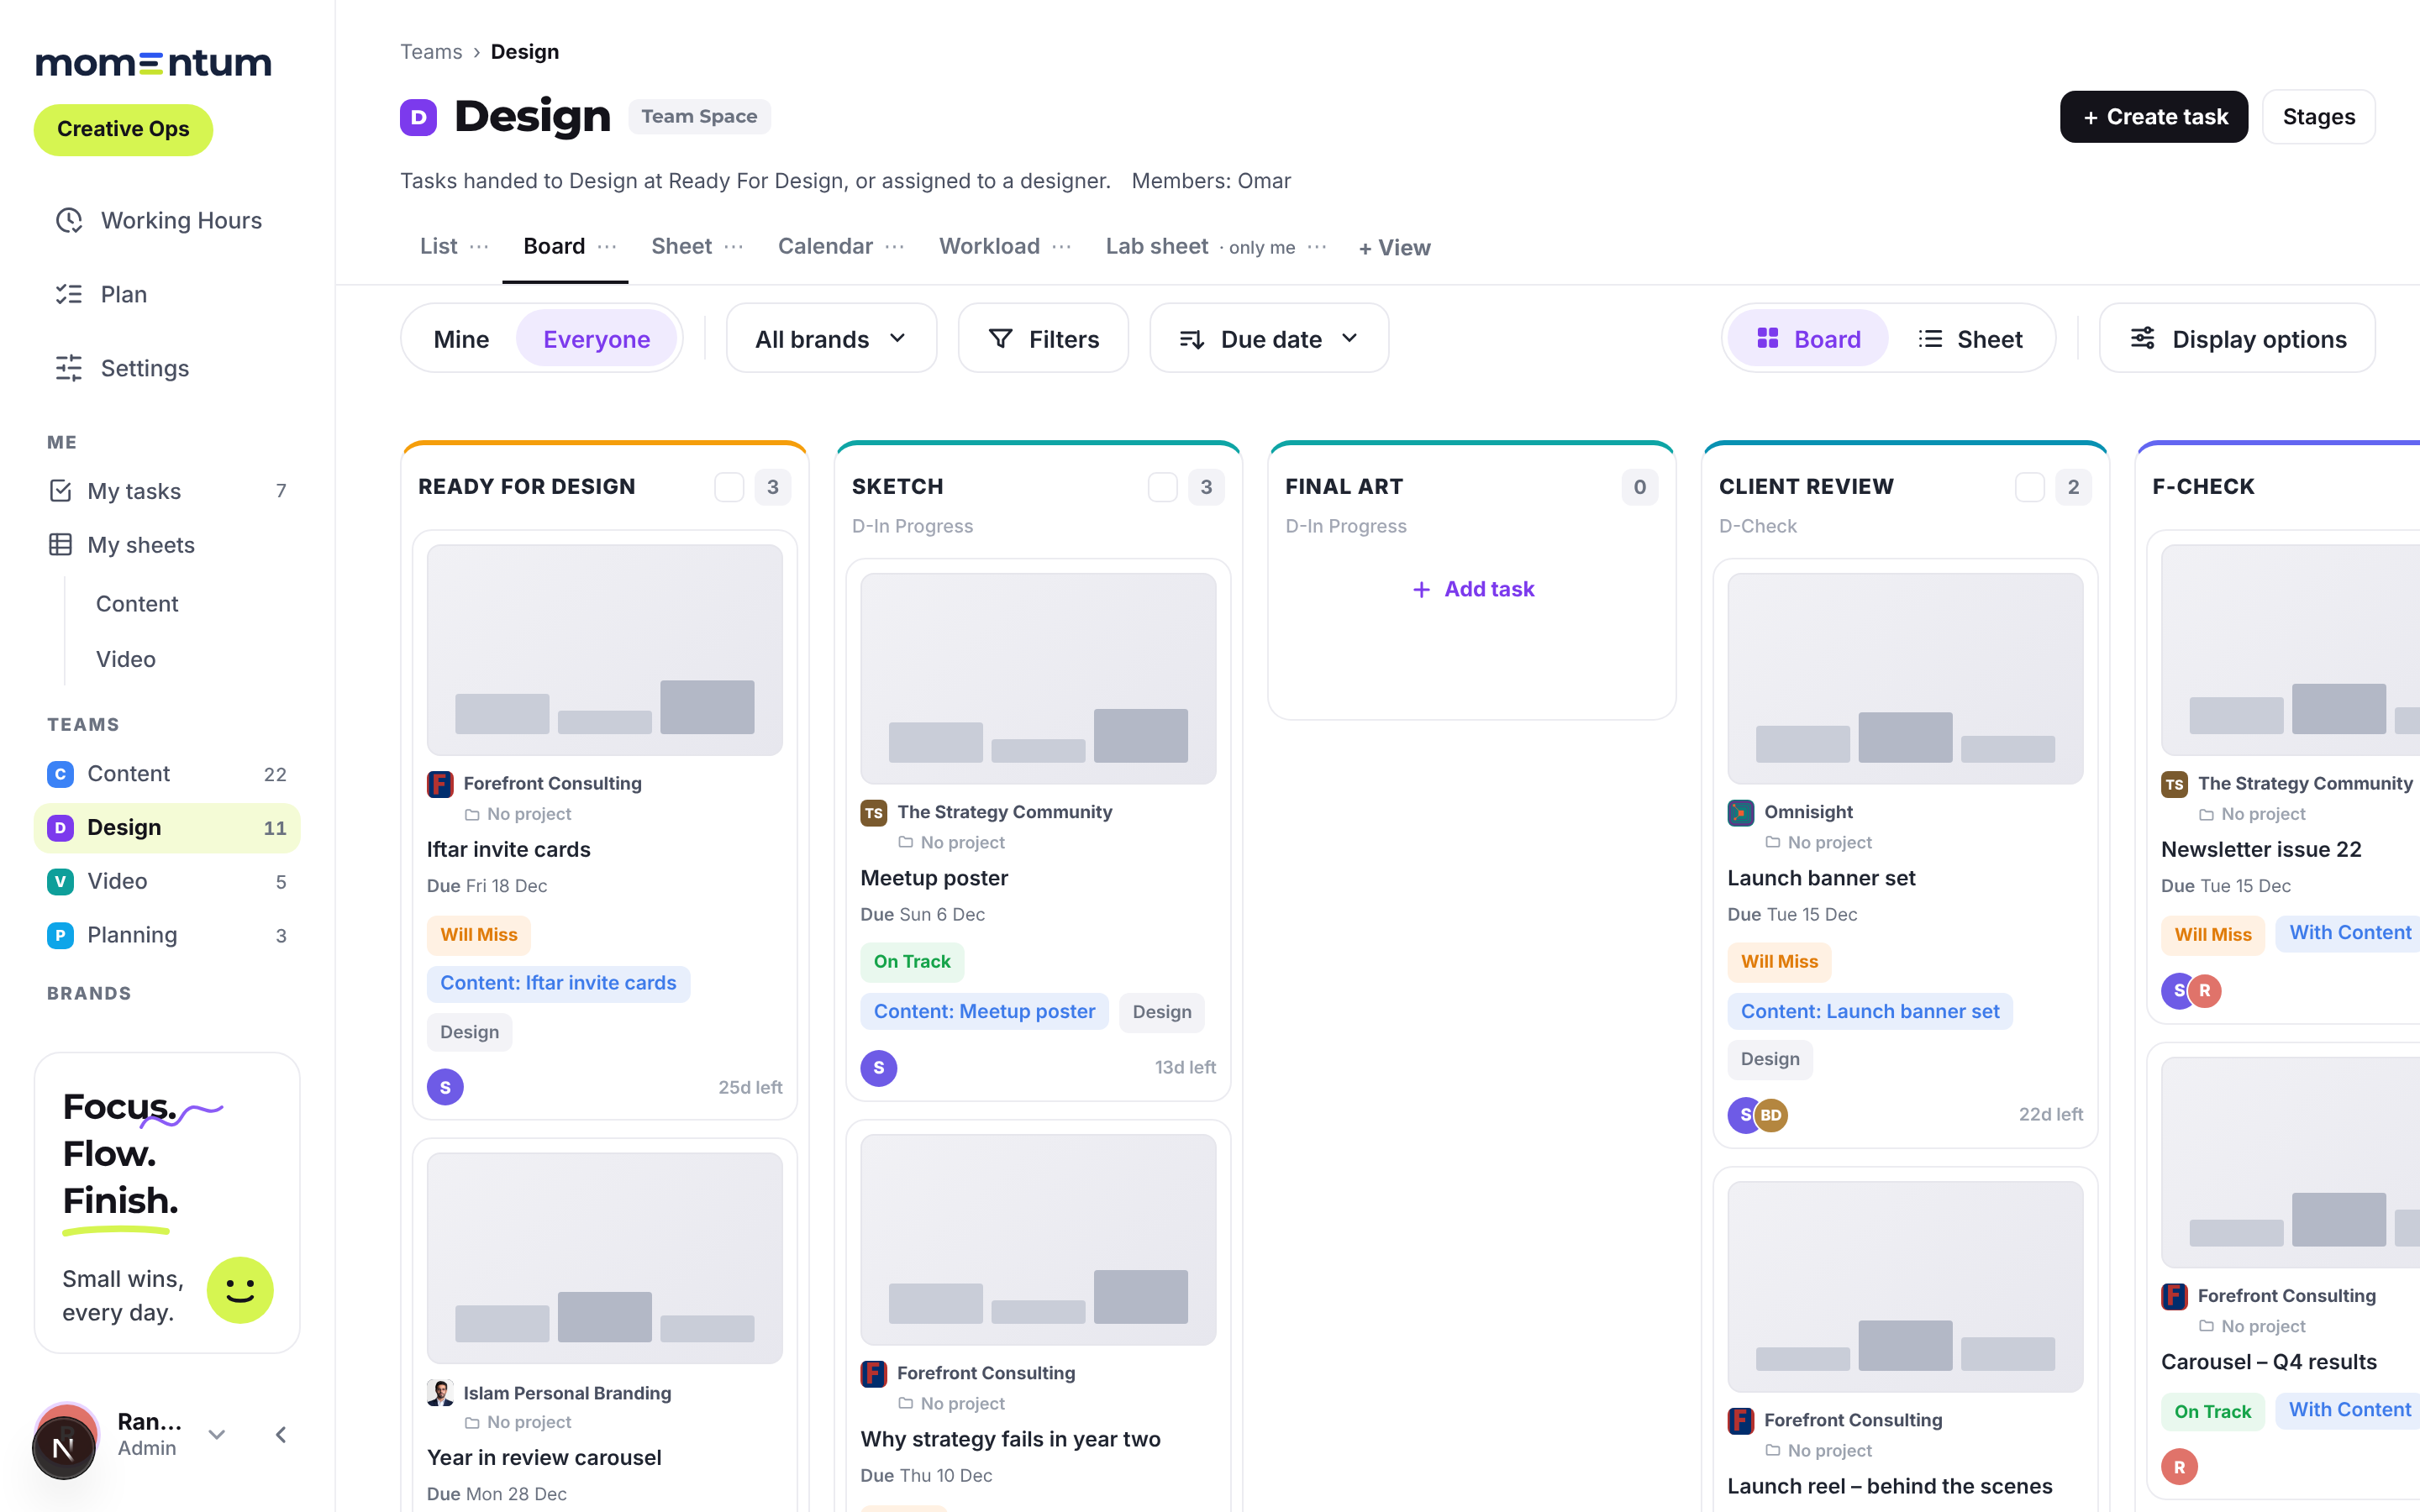 momentum
Creative Ops
Working Hours
Plan
Settings
ME
My tasks 7
My sheets
Content
Video
TEAMS
C Content 22
D Design 11
V Video 5
P Planning 3
BRANDS
Focus.
Flow.
Finish.
Small wins,
every day.
N
Ran...
Admin
Teams › Design
D Design Team Space
+ Create task Stages
Tasks handed to Design at Ready For Design, or assigned to a designer. Members: Omar
List ··· Board ··· Sheet ··· Calendar ··· Workload ··· Lab sheet · only me ··· + View
Mine Everyone All brands Filters Due date Board Sheet Display options
READY FOR DESIGN 3
F Forefront Consulting
No project
Iftar invite cards
Due Fri 18 Dec
Will Miss
Content: Iftar invite cards
Design
S 25d left
Islam Personal Branding
No project
Year in review carousel
Due Mon 28 Dec
SKETCH 3
D-In Progress
TS The Strategy Community
No project
Meetup poster
Due Sun 6 Dec
On Track
Content: Meetup poster Design
S 13d left
F Forefront Consulting
No project
Why strategy fails in year two
Due Thu 10 Dec
FINAL ART 0
D-In Progress
+ Add task
CLIENT REVIEW 2
D-Check
Omnisight
No project
Launch banner set
Due Tue 15 Dec
Will Miss
Content: Launch banner set
Design
S BD 22d left
F Forefront Consulting
No project
Launch reel – behind the scenes
F-CHECK
TS The Strategy Community
No project
Newsletter issue 22
Due Tue 15 Dec
Will Miss With Content
S R
F Forefront Consulting
No project
Carousel – Q4 results
On Track With Content
R